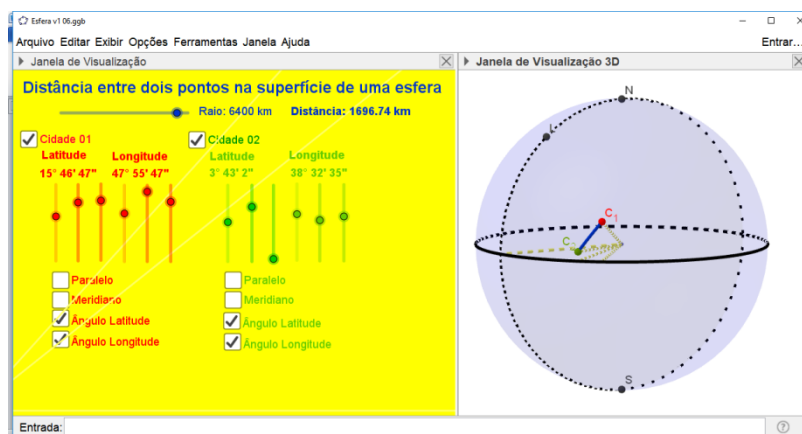 Esfera v1 06.ggb
Arquivo Editar Exibir Opções Ferramentas Janela Ajuda
Entrar...
Janela de Visualização
Janela de Visualização 3D
Distância entre dois pontos na superfície de uma esfera
Raio: 6400 km
Distância: 1696.74 km
Cidade 01
Cidade 02
Latitude
Longitude
Latitude
Longitude
15° 46' 47"
47° 55' 47"
3° 43' 2"
38° 32' 35"
Paralelo
Meridiano
Ângulo Latitude
Ângulo Longitude
Paralelo
Meridiano
Ângulo Latitude
Ângulo Longitude
N
C1
S
Entrada: